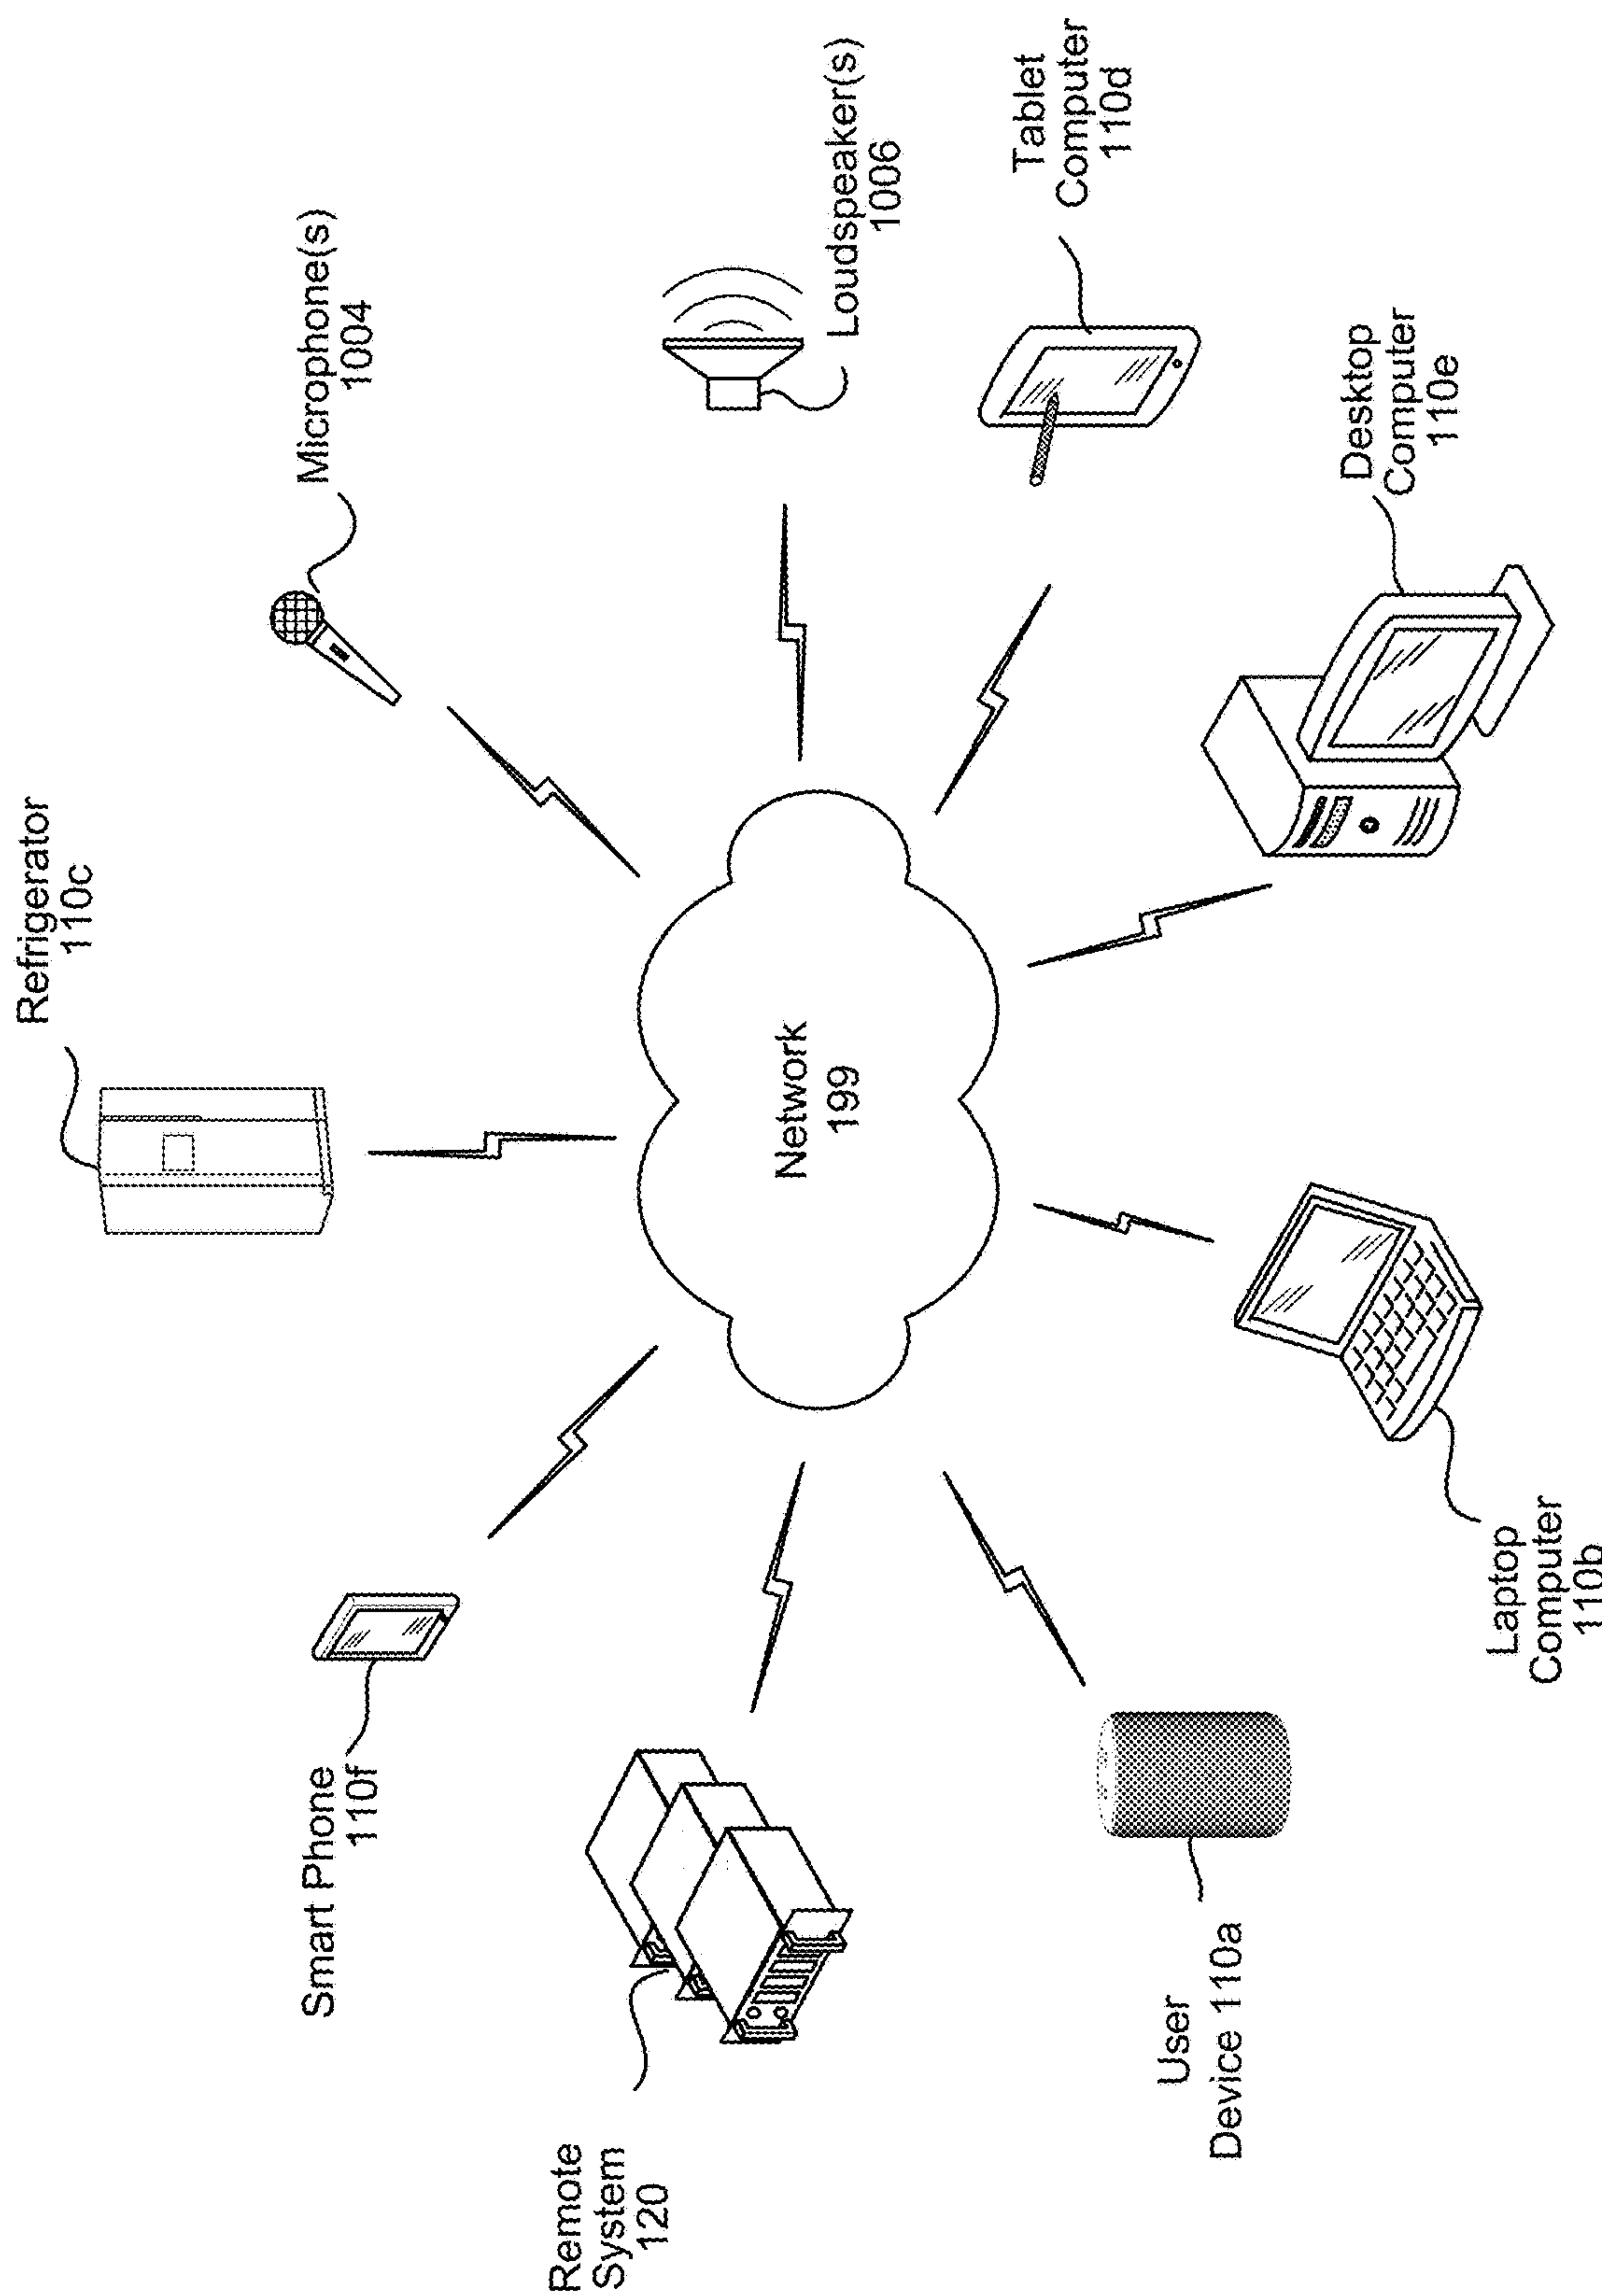 Refrigerator
110c
Microphone(s)
1004
Smart Phone
110f
Loudspeaker(s)
1006
Remote
System
120
Network
199
Tablet
Computer
110d
User
Device 110a
Desktop
Computer
110e
Laptop
Computer
110b